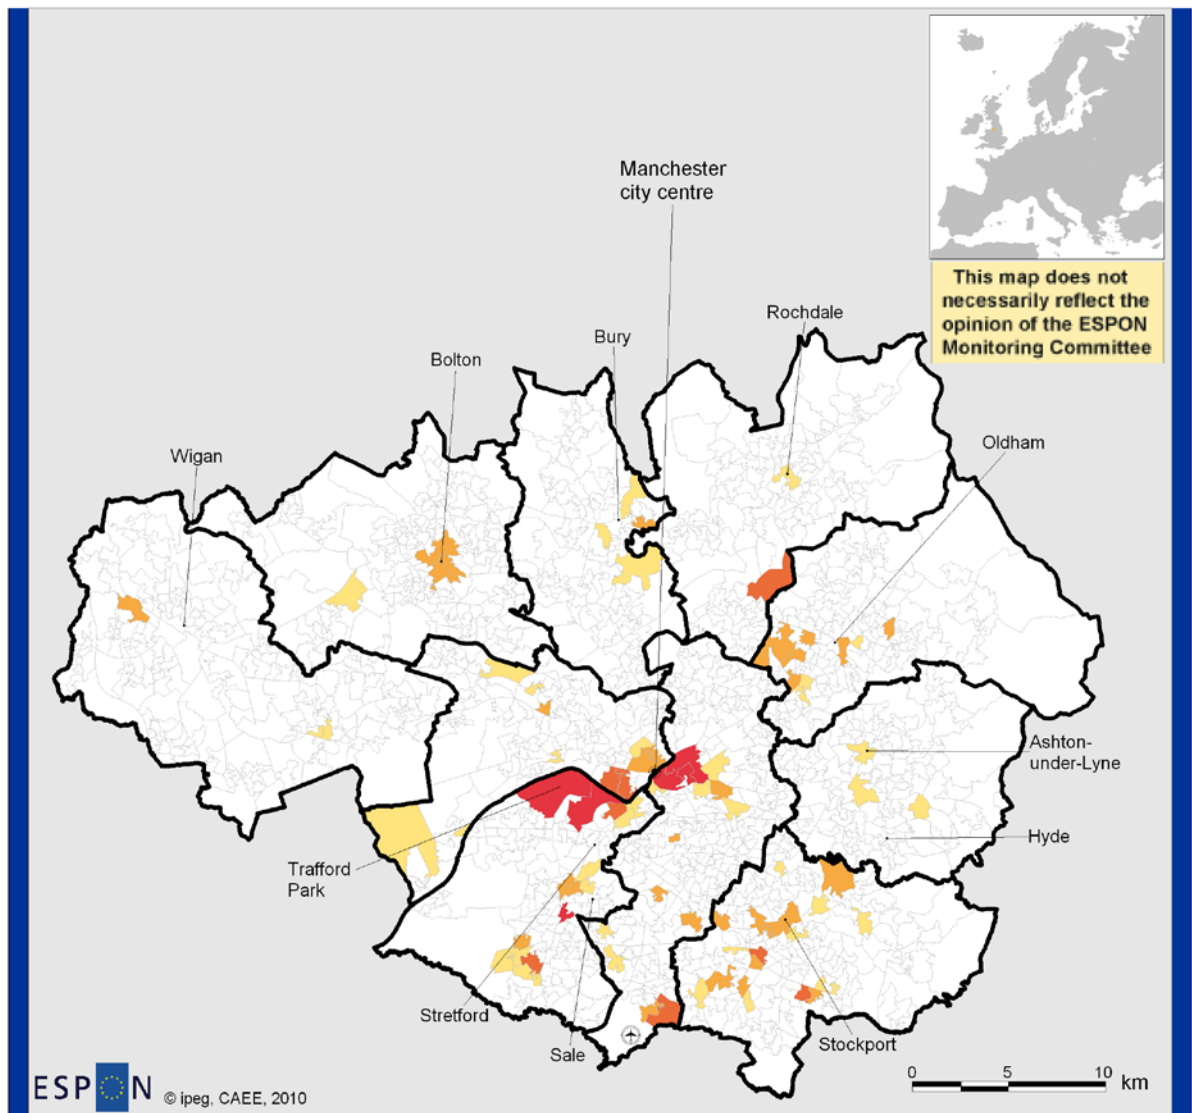 Manchester
city centre
This map does not
necessarily reflect the
opinion of the ESPON
Monitoring Committee
Rochdale
Bury
Bolton
Oldham
Wigan
Ashton-
under-Lyne
Hyde
Trafford
Park
Stretford
Sale
Stockport
0 5 10 km
ESPON © ipeg, CAEE, 2010